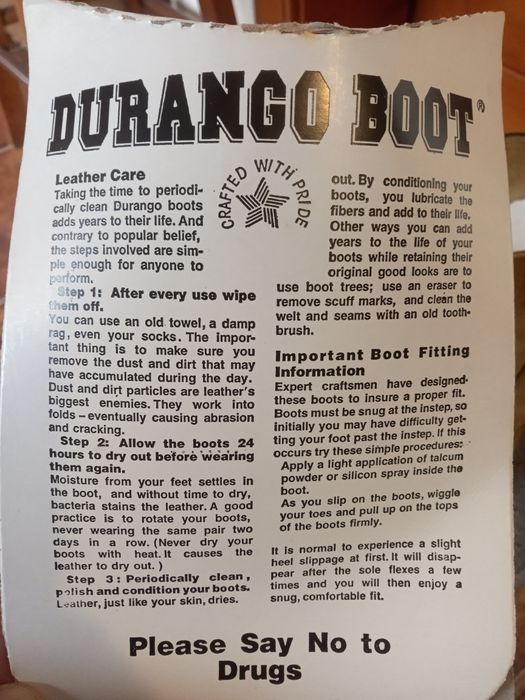 DURANGO BOOT®
CRAFTED WITH PRIDE
Leather Care
Taking the time to periodi-
cally clean Durango boots
adds years to their life. And
contrary to popular belief,
the steps involved are sim-
ple enough for anyone to
perform.
Step 1: After every use wipe
them off.
You can use an old towel, a damp
rag, even your socks. The impor-
tant thing is to make sure you
remove the dust and dirt that may
have accumulated during the day.
Dust and dirt particles are leather's
biggest enemies. They work into
folds – eventually causing abrasion
and cracking.
Step 2: Allow the boots 24
hours to dry out before wearing
them again.
Moisture from your feet settles in
the boot, and without time to dry,
bacteria stains the leather. A good
practice is to rotate your boots,
never wearing the same pair two
days in a row. (Never dry your
boots with heat. It causes the
leather to dry out. )
Step 3 : Periodically clean,
polish and condition your boots.
Leather, just like your skin, dries.
out. By conditioning your
boots, you lubricate the
fibers and add to their life.
Other ways you can add
years to the life of your
boots while retaining their
original good looks are to
use boot trees; use an eraser to
remove scuff marks, and clean the
welt and seams with an old tooth-
brush.
Important Boot Fitting
Information
Expert craftsmen have designed
these boots to insure a proper fit.
Boots must be snug at the instep, so
initially you may have difficulty get-
ting your foot past the instep. If this
occurs try these simple procedures:
Apply a light application of talcum
powder or silicon spray inside the
boot.
As you slip on the boots, wiggle
your toes and pull up on the tops
of the boots firmly.
It is normal to experience a slight
heel slippage at first. It will disap-
pear after the sole flexes a few
times and you will then enjoy a
snug, comfortable fit.
Please Say No to
Drugs